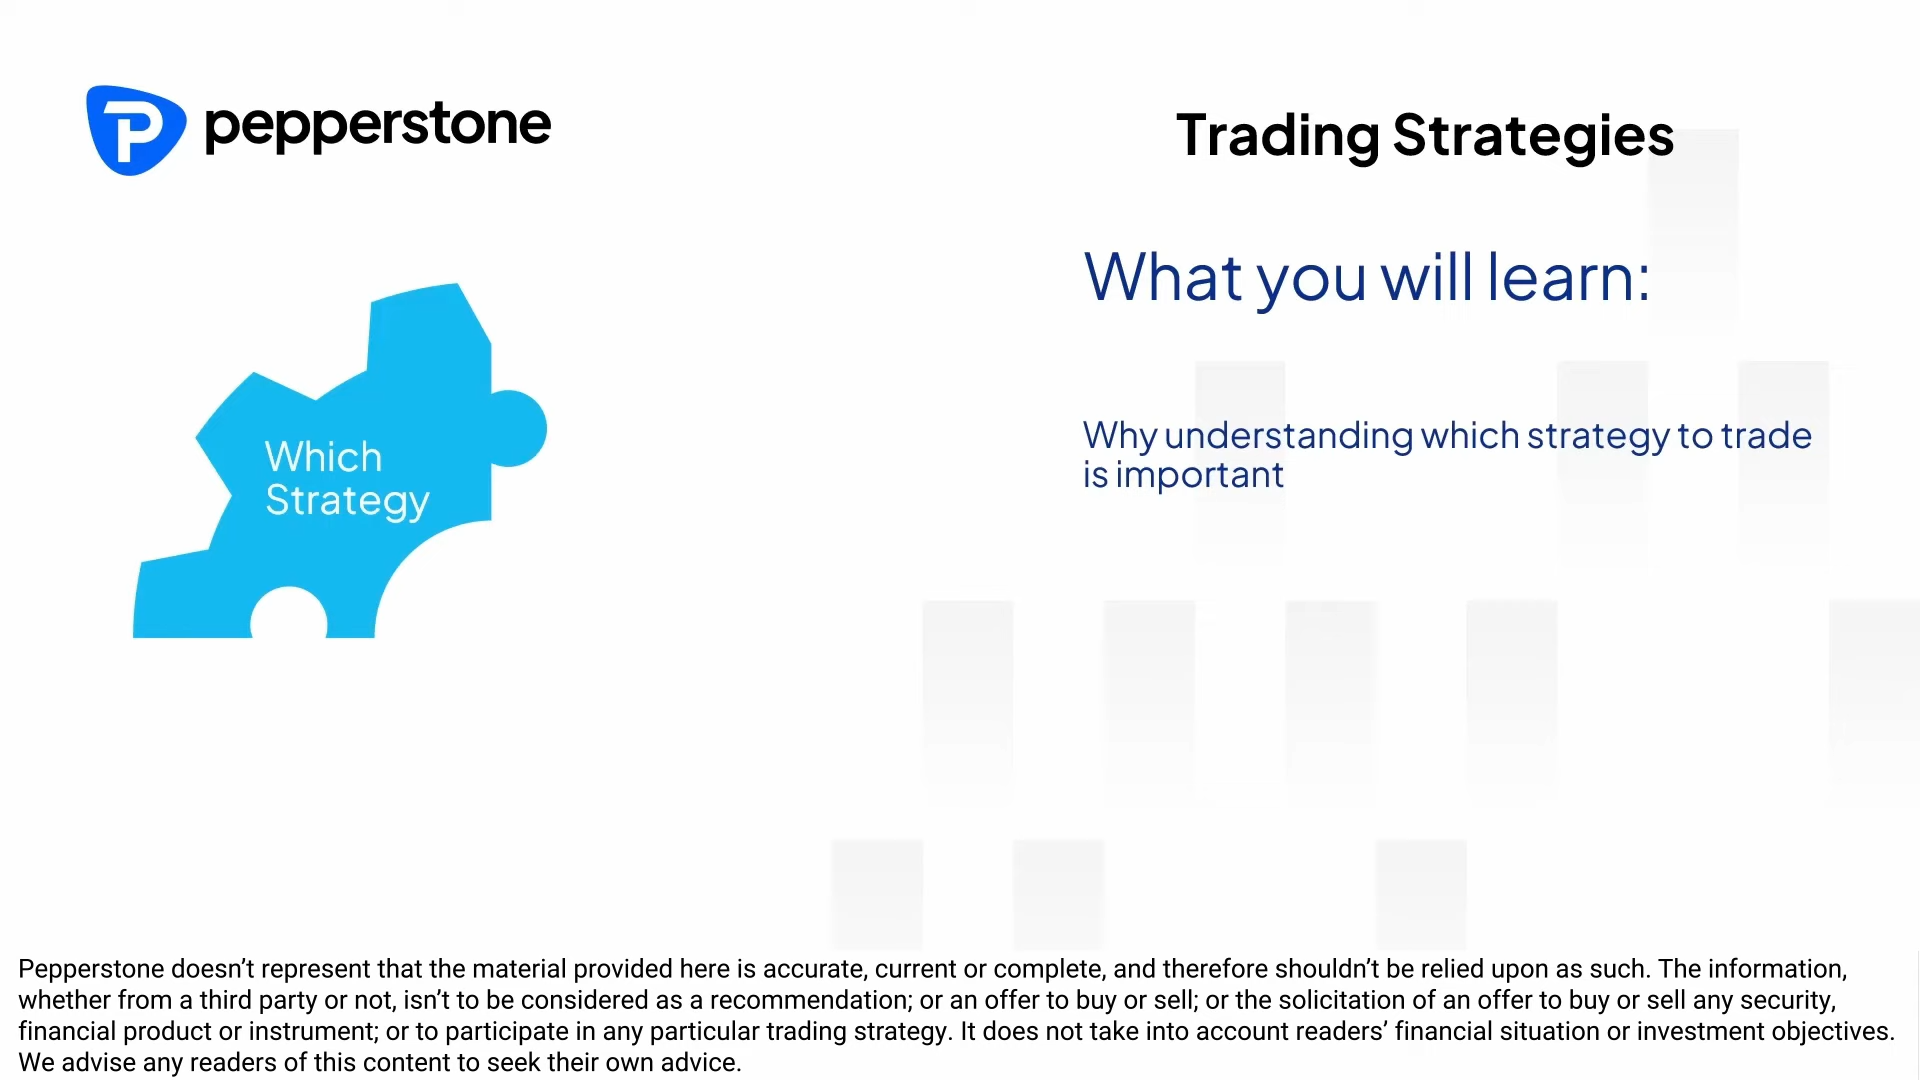 pepperstone
Trading Strategies
What you will learn:
Which
Strategy
Why understanding which strategy to trade
is important
Pepperstone doesn’t represent that the material provided here is accurate, current or complete, and therefore shouldn’t be relied upon as such. The information,
whether from a third party or not, isn’t to be considered as a recommendation; or an offer to buy or sell; or the solicitation of an offer to buy or sell any security,
financial product or instrument; or to participate in any particular trading strategy. It does not take into account readers’ financial situation or investment objectives.
We advise any readers of this content to seek their own advice.